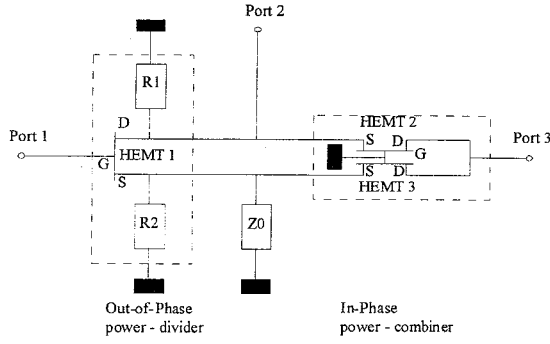 Port 2
R1
D
HEMT 2
Port 1
S D
Port 3
HEMT 1
G
G
S
S D
HEMT 3
R2
Z0
Out-of-Phase
power - divider
In-Phase
power - combiner